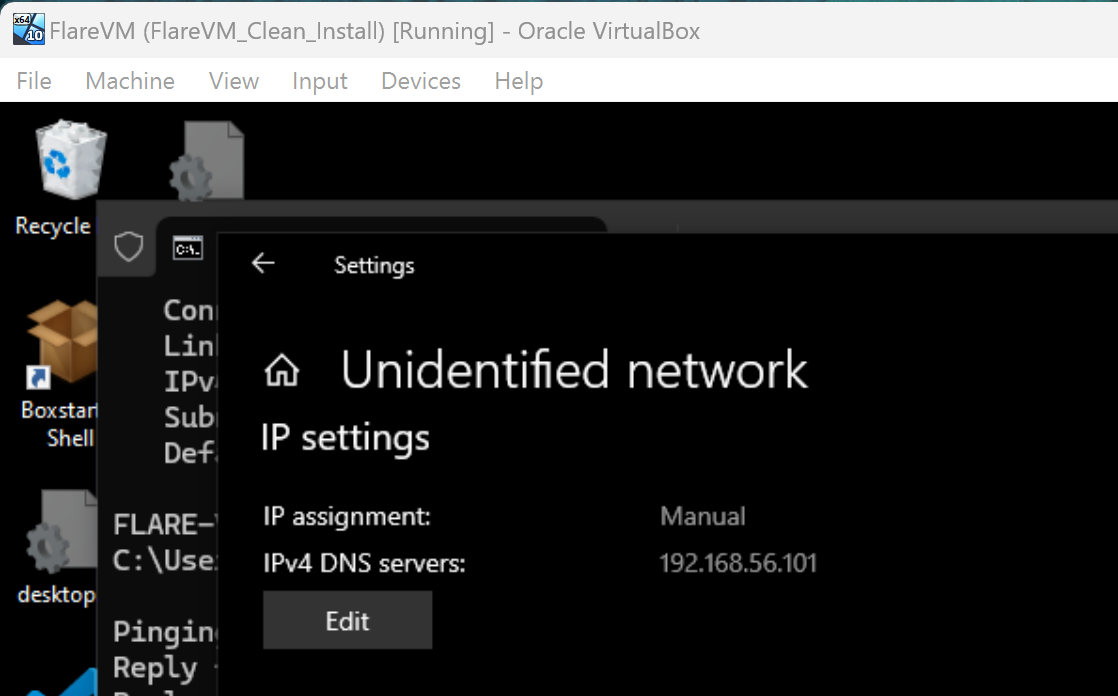 FlareVM (FlareVM_Clean_Install) [Running] - Oracle VirtualBox
File Machine View Input Devices Help
Recycle
Settings
Con
Lin
Unidentified network
IPv
Boxstar
Sub
IP settings
Shell
Def
FLARE-
IP assignment: Manual
C:\Use
IPv4 DNS servers: 192.168.56.101
desktop
Edit
Pinging
Reply